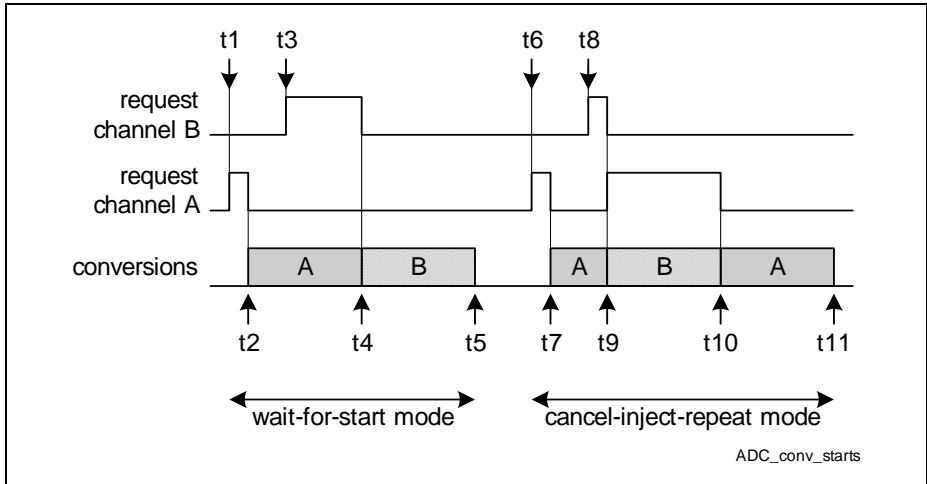 t1 t3 t6 t8
request
channel B
request
channel A
conversions A B A B A
t2 t4 t5 t7 t9 t10 t11
wait-for-start mode cancel-inject-repeat mode
ADC_conv_starts